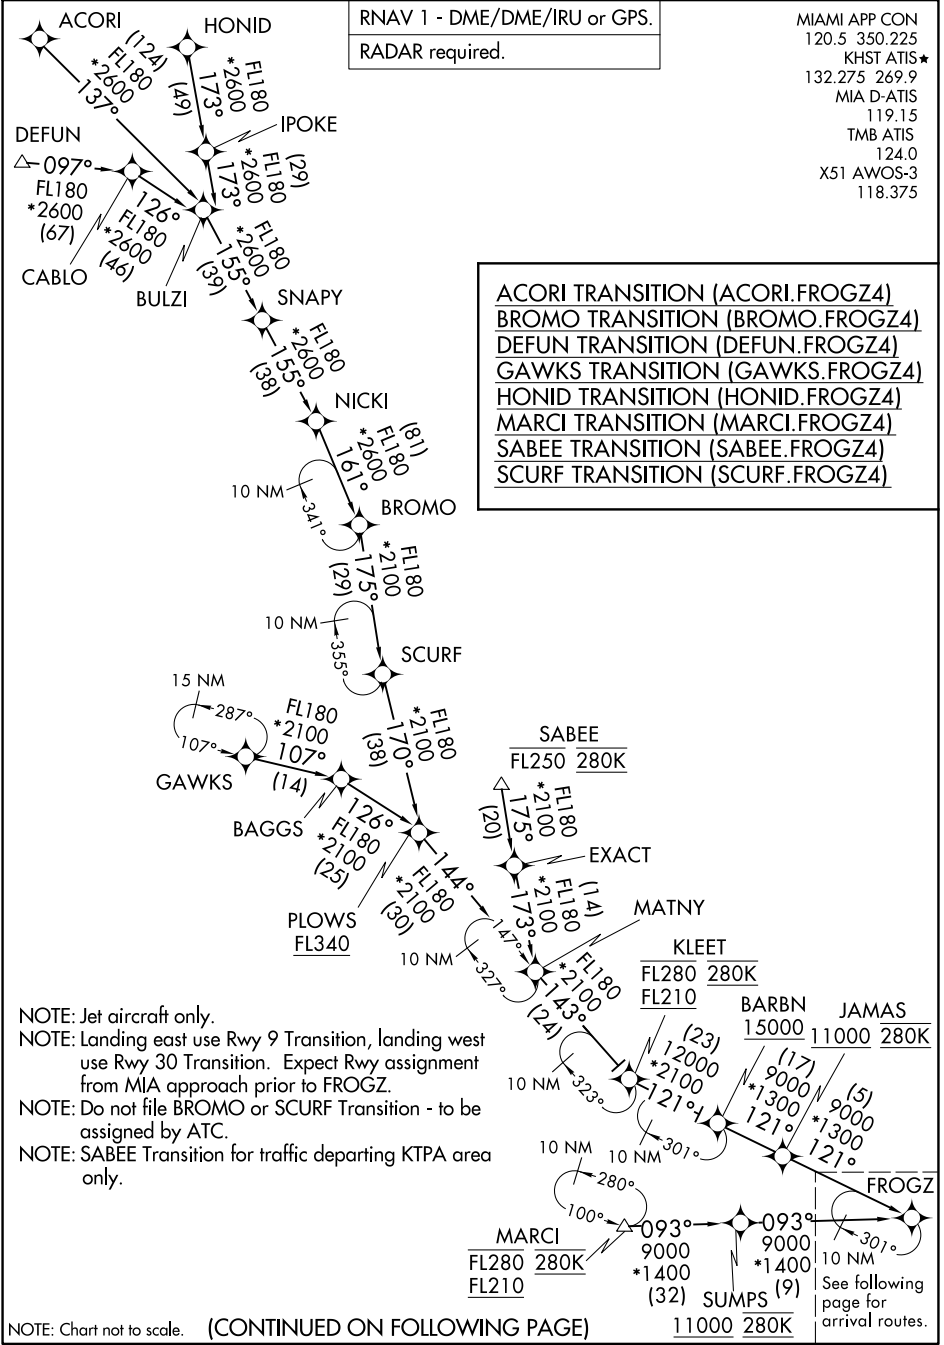 RNAV 1 - DME/DME/IRU or GPS.
RADAR required.
MIAMI APP CON
120.5 350.225
KHST ATIS★
132.275 269.9
MIA D-ATIS
119.15
TMB ATIS
124.0
X51 AWOS-3
118.375
ACORI
(124)
FL180
*2600
137°
HONID
FL180
*2600
173°
(49)
IPOKE
(29)
FL180
*2600
173°
DEFUN
097°
FL180
*2600
(67)
CABLO
126°
FL180
*2600
(46)
BULZI
FL180
*2600
155°
(39)
SNAPY
FL180
*2600
155°
(38)
NICKI
(81)
FL180
*2600
161°
10 NM
341°
BROMO
FL180
*2100
175°
(29)
10 NM
355°
SCURF
FL180
*2100
170°
(38)
ACORI TRANSITION (ACORI.FROGZ4)
BROMO TRANSITION (BROMO.FROGZ4)
DEFUN TRANSITION (DEFUN.FROGZ4)
GAWKS TRANSITION (GAWKS.FROGZ4)
HONID TRANSITION (HONID.FROGZ4)
MARCI TRANSITION (MARCI.FROGZ4)
SABEE TRANSITION (SABEE.FROGZ4)
SCURF TRANSITION (SCURF.FROGZ4)
15 NM
287°
107°
GAWKS
FL180
*2100
107°
(14)
BAGGS
126°
FL180
*2100
(25)
PLOWS
FL340
144°
FL180
*2100
(30)
SABEE
FL250 280K
FL180
*2100
175°
(20)
EXACT
(14)
FL180
*2100
173°
MATNY
147°
327°
10 NM
FL180
*2100
143°
(24)
KLEET
FL280 280K
FL210
10 NM
323°
(23)
12000
*2100
121°
BARBN
15000
10 NM
301°
(17)
9000
*1300
121°
JAMAS
11000 280K
(5)
9000
*1300
121°
FROGZ
301°
10 NM
See following
page for
arrival routes.
10 NM
280°
100°
MARCI
FL280 280K
FL210
093°
9000
*1400
(32)
SUMPS
11000 280K
093°
9000
*1400
(9)
NOTE: Jet aircraft only.
NOTE: Landing east use Rwy 9 Transition, landing west
use Rwy 30 Transition. Expect Rwy assignment
from MIA approach prior to FROGZ.
NOTE: Do not file BROMO or SCURF Transition - to be
assigned by ATC.
NOTE: SABEE Transition for traffic departing KTPA area
only.
NOTE: Chart not to scale.
(CONTINUED ON FOLLOWING PAGE)